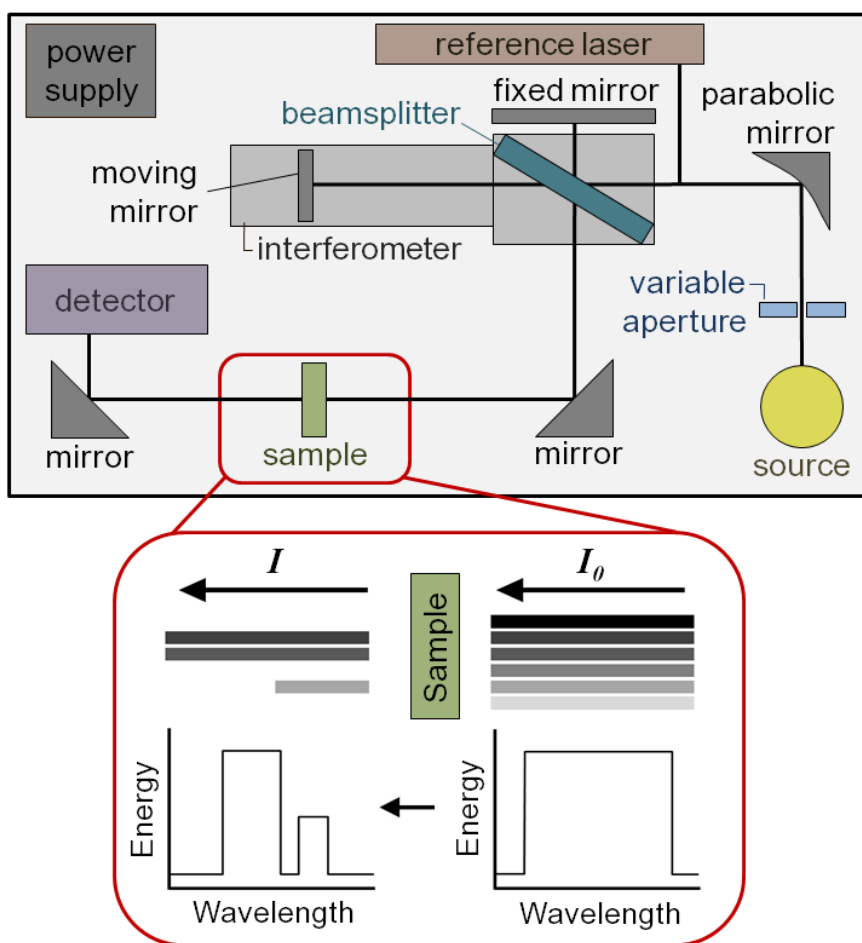 power
supply
reference laser
fixed mirror
beamsplitter
parabolic
mirror
moving
mirror
interferometer
detector
variable
aperture
mirror
sample
mirror
source
I
I₀
Sample
Energy
Wavelength
Energy
Wavelength